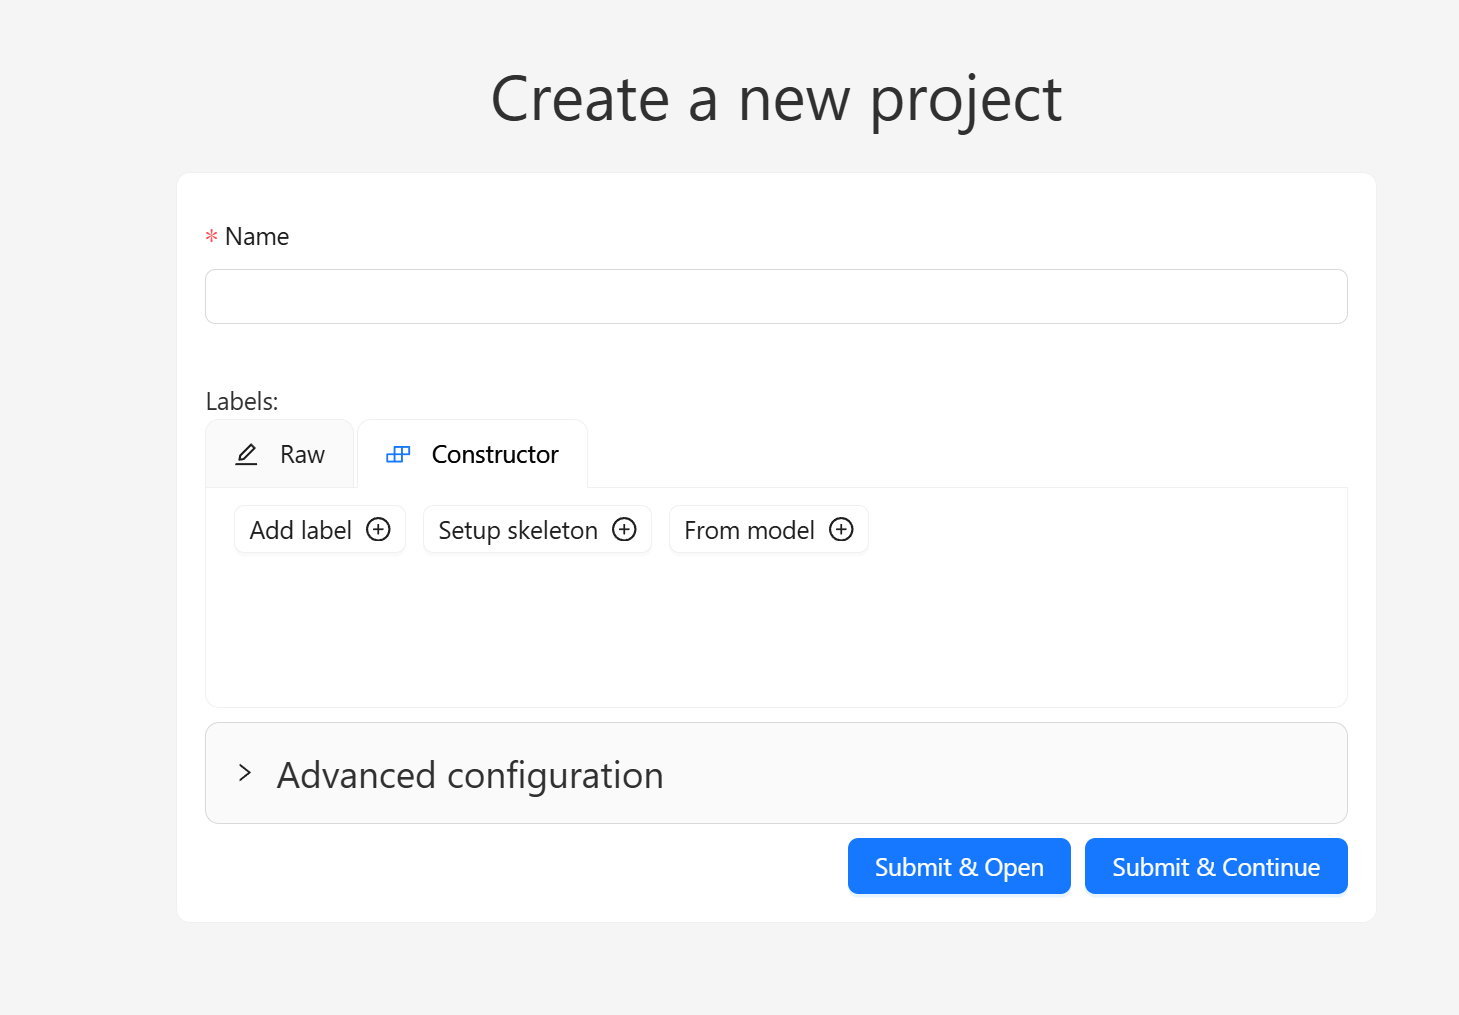 Create a new project
* Name
Labels:
Raw
Constructor
Add label
Setup skeleton
From model
Advanced configuration
Submit & Open
Submit & Continue